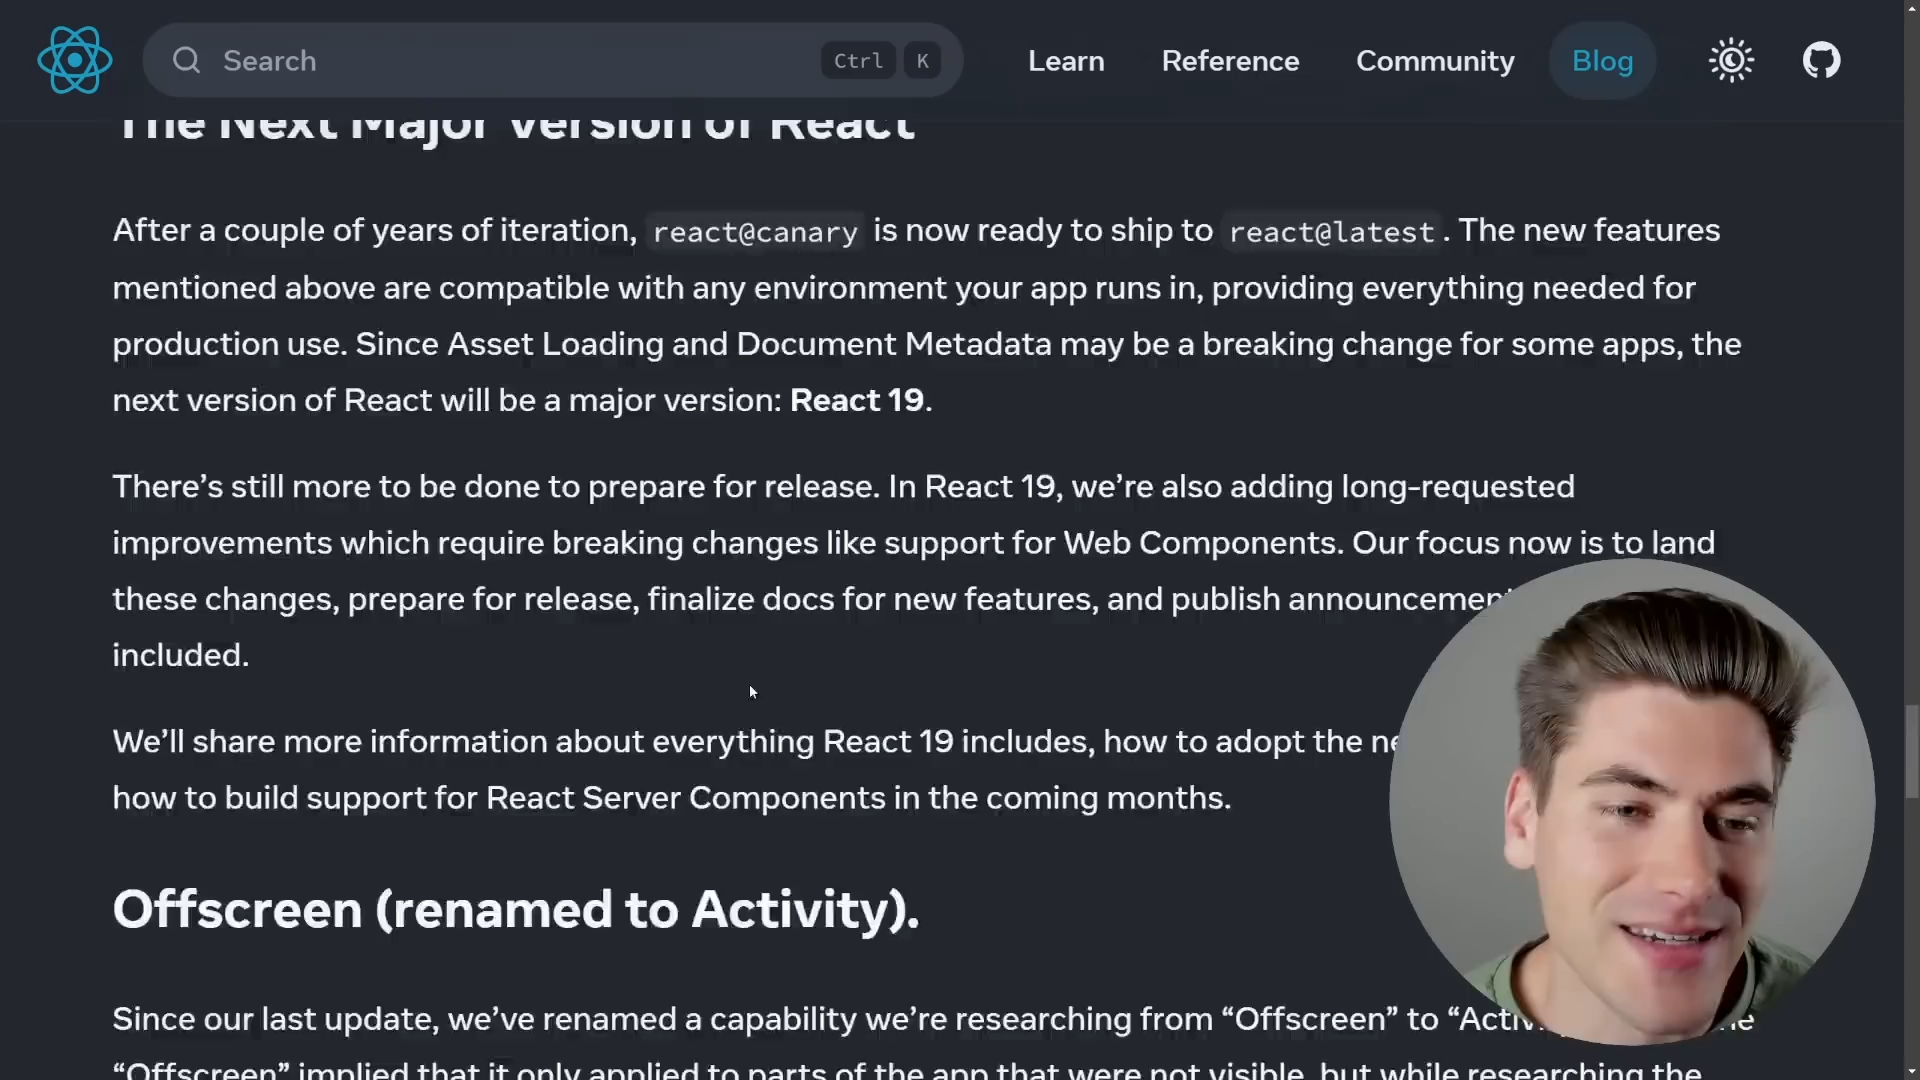 Search Ctrl K Learn Reference Community Blog
The Next Major Version of React
After a couple of years of iteration, react@canary is now ready to ship to react@latest. The new features
mentioned above are compatible with any environment your app runs in, providing everything needed for
production use. Since Asset Loading and Document Metadata may be a breaking change for some apps, the
next version of React will be a major version: React 19.
There’s still more to be done to prepare for release. In React 19, we’re also adding long-requested
improvements which require breaking changes like support for Web Components. Our focus now is to land
these changes, prepare for release, finalize docs for new features, and publish
included.
We’ll share more information about everything React 19 includes, how to adopt the
how to build support for React Server Components in the coming months.
Offscreen (renamed to Activity).
Since our last update, we’ve renamed a capability we’re researching from “Offscreen” to
“Offscreen” implied that it only applied to parts of the app that were not visible, but while researching the